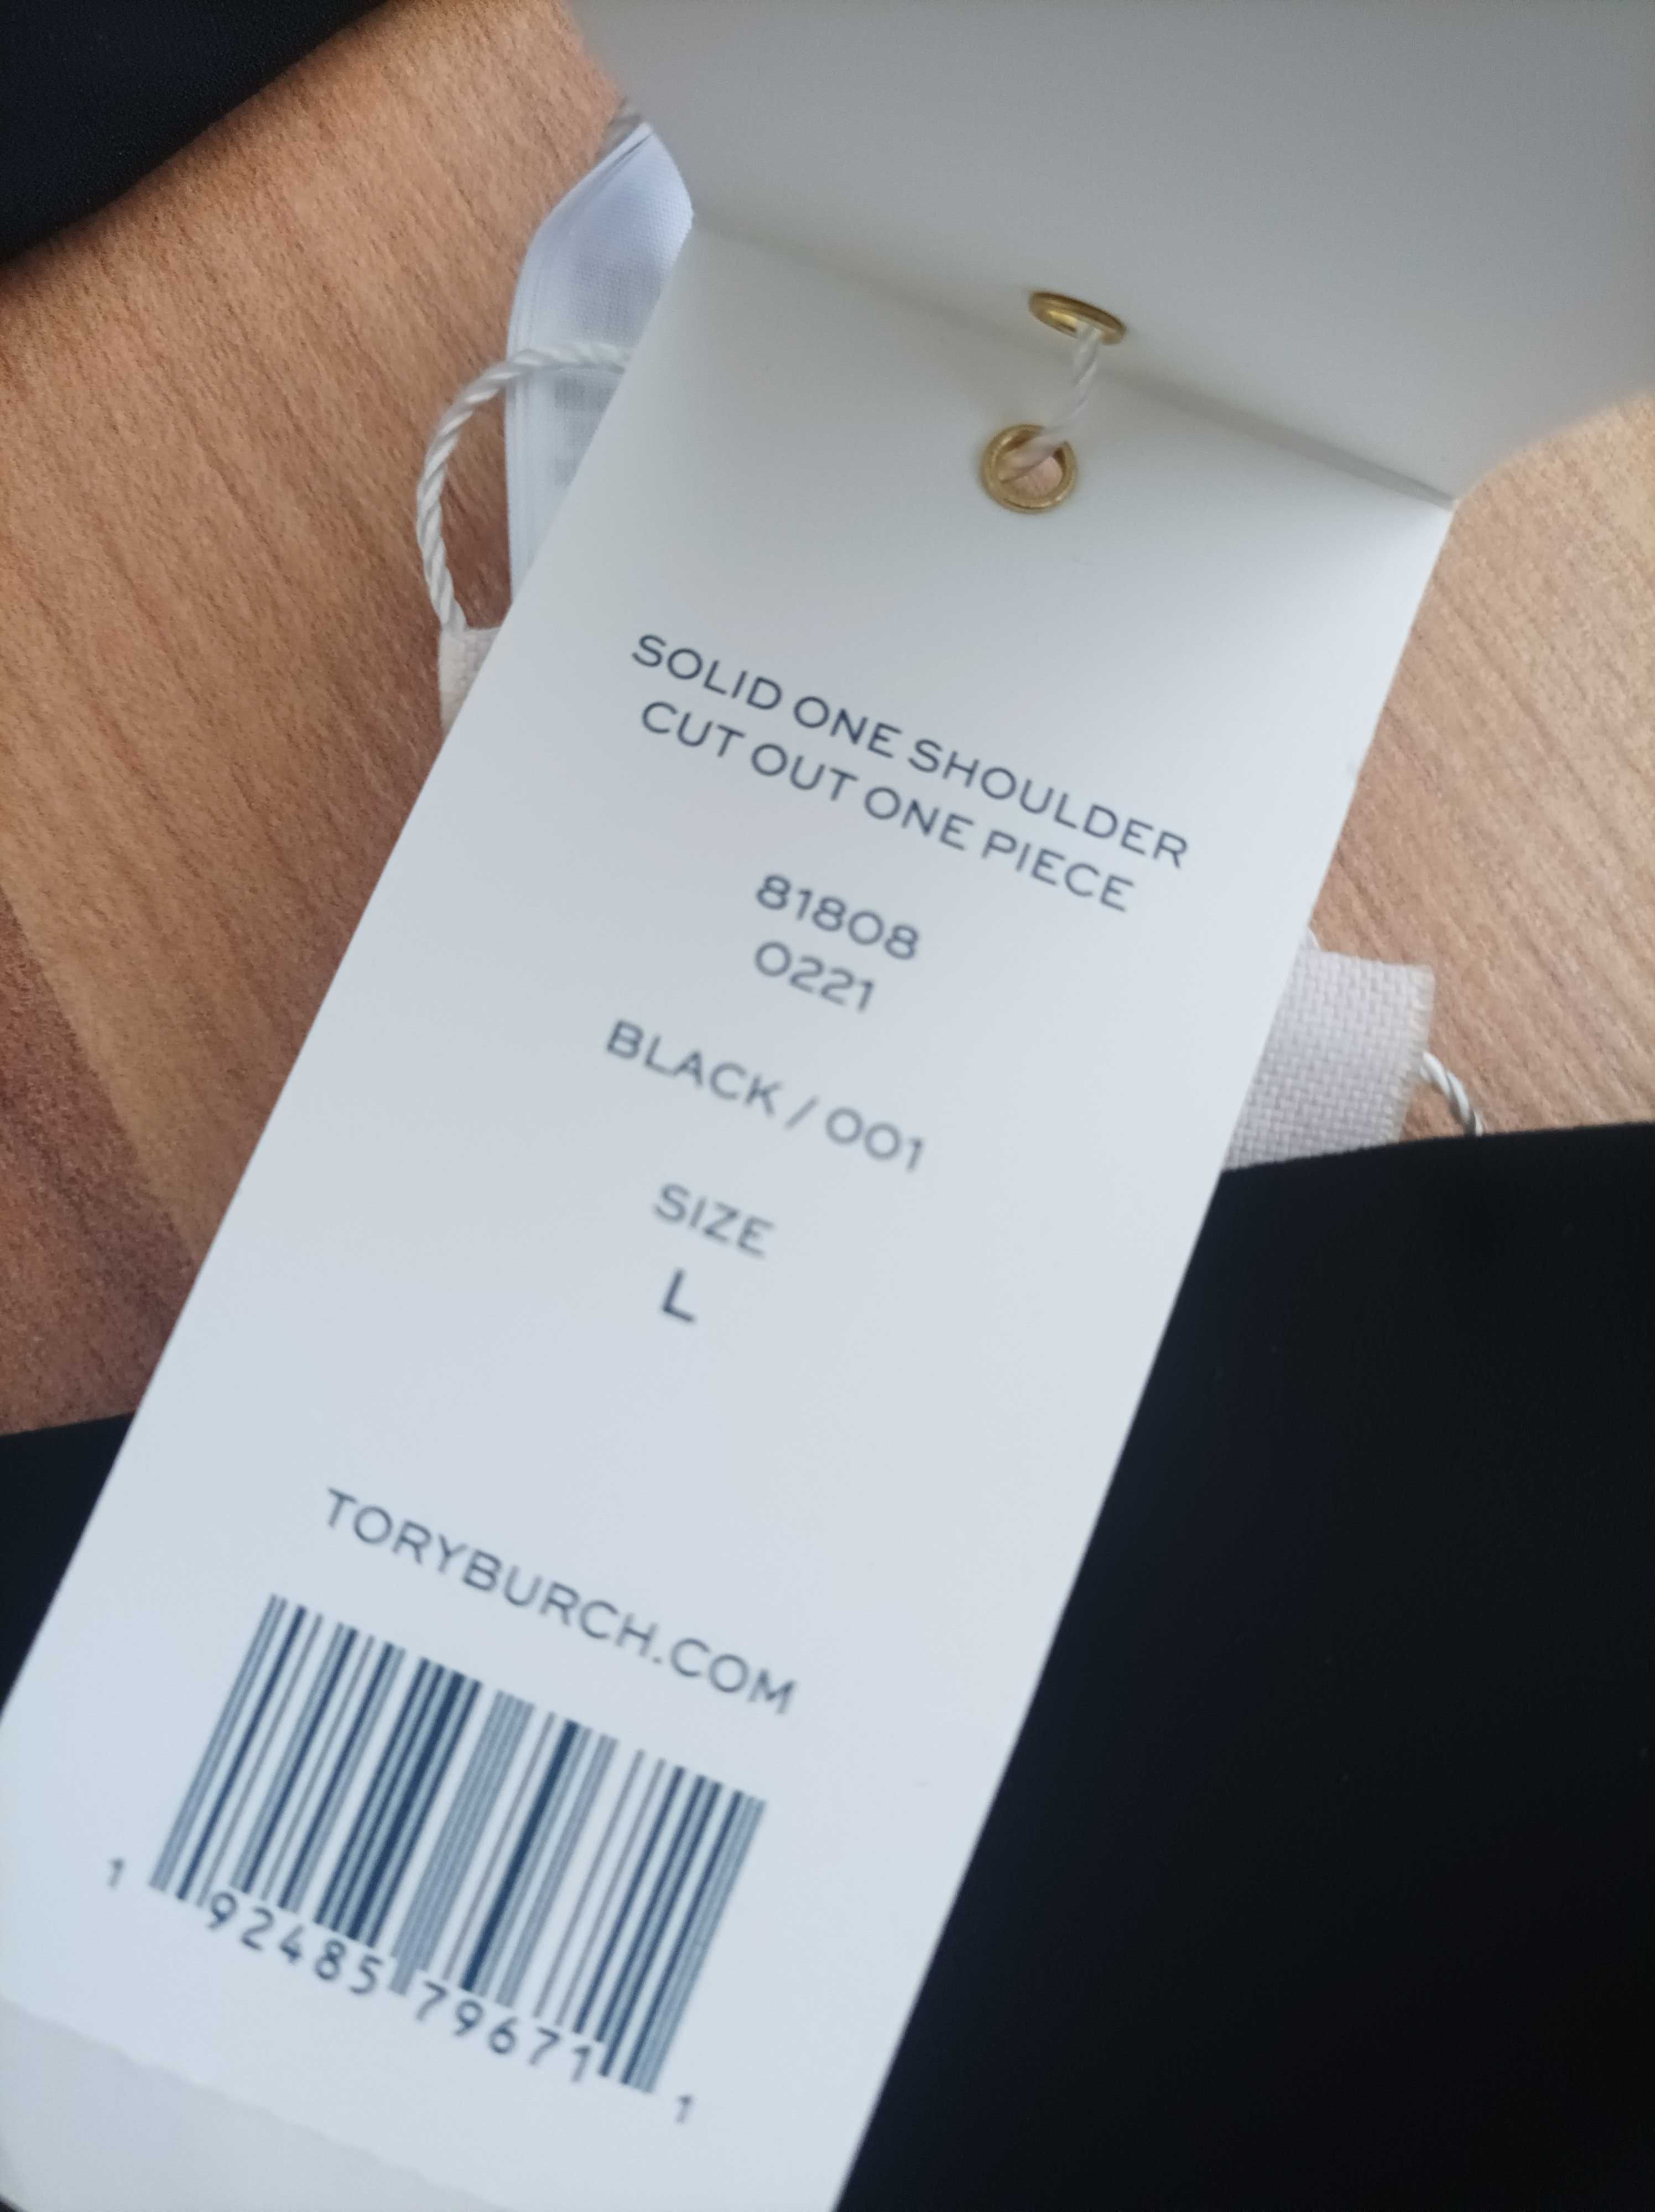 SOLID ONE SHOULDER
CUT OUT ONE PIECE
81808
0221
BLACK / 001
SIZE
L
TORYBURCH.COM
1 92485 79671 1